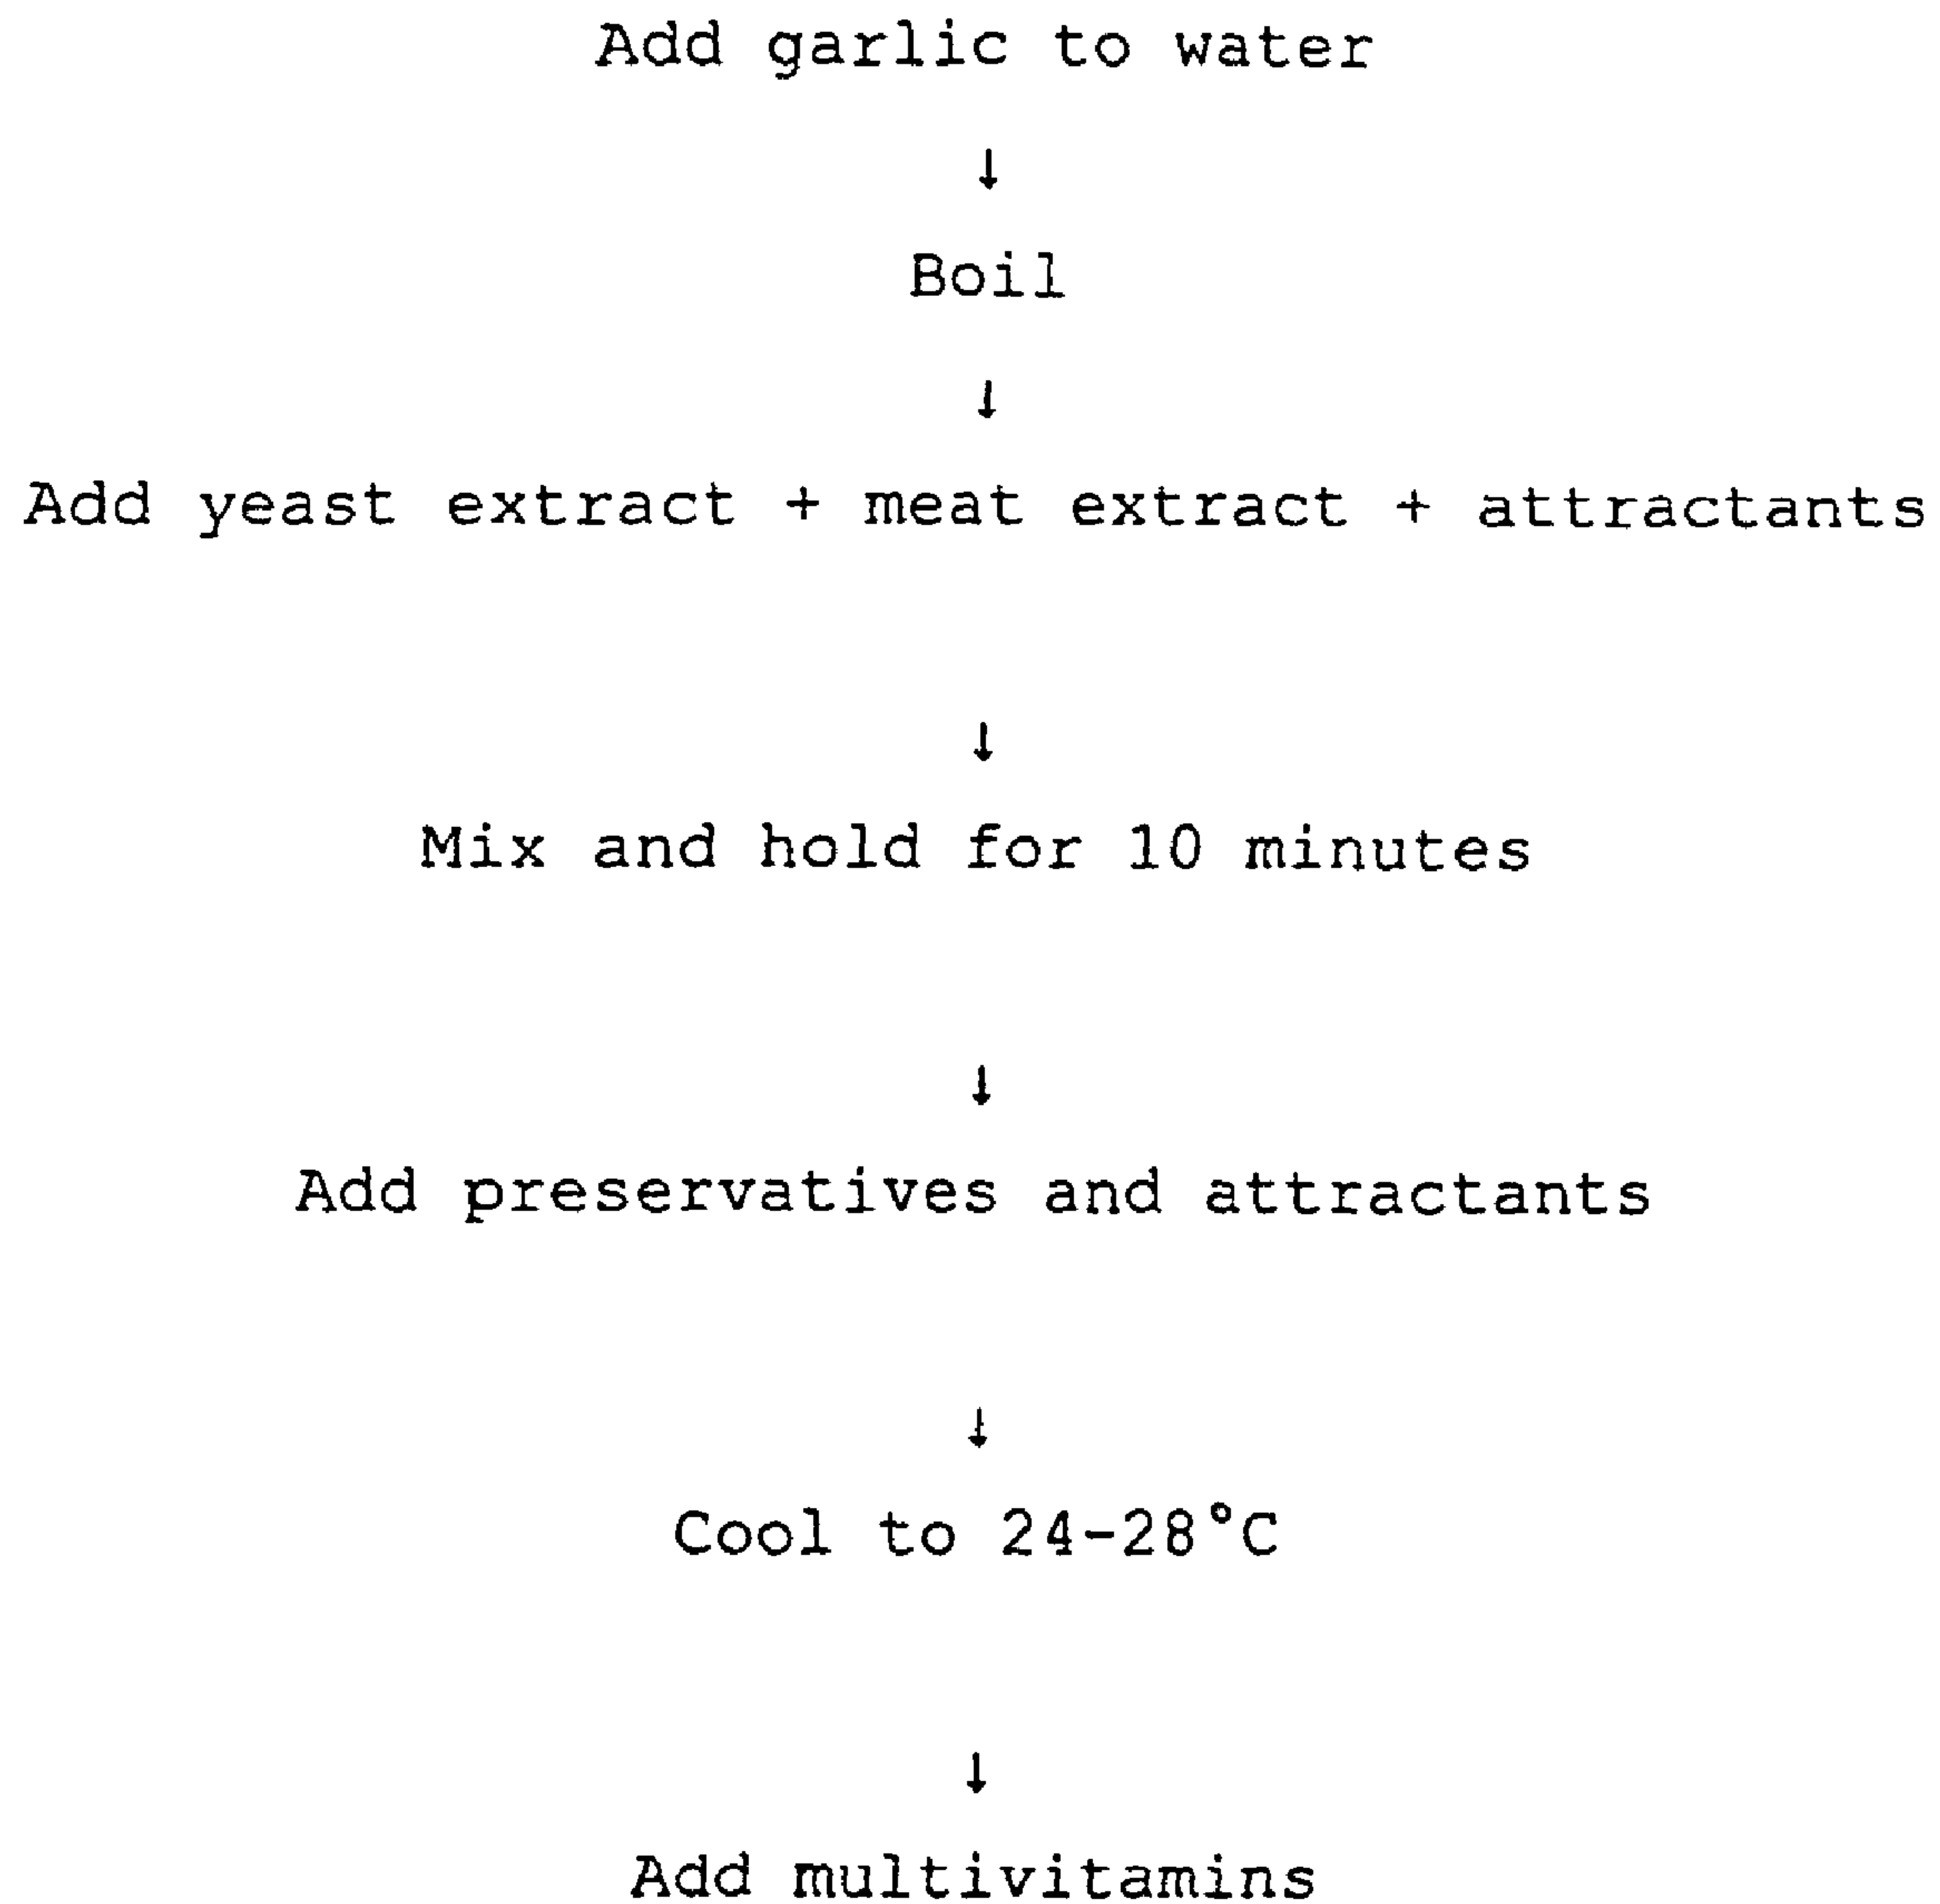 Add garlic to water
↓
Boil
↓
Add yeast extract + meat extract + attractants
↓
Mix and hold for 10 minutes
↓
Add preservatives and attractants
↓
Cool to 24-28°C
↓
Add multivitamins